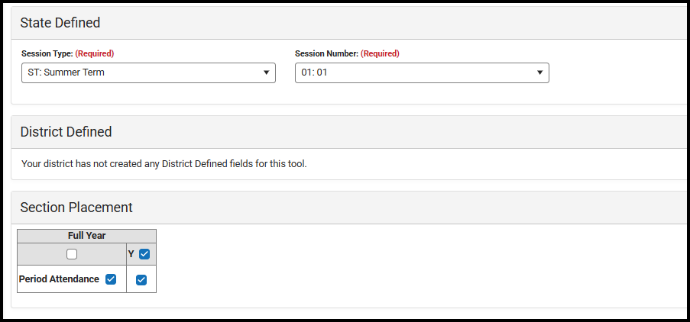 State Defined
Session Type: (Required) Session Number: (Required)
ST: Summer Term 01: 01
District Defined
Your district has not created any District Defined fields for this tool.
Section Placement
Full Year
Y
Period Attendance